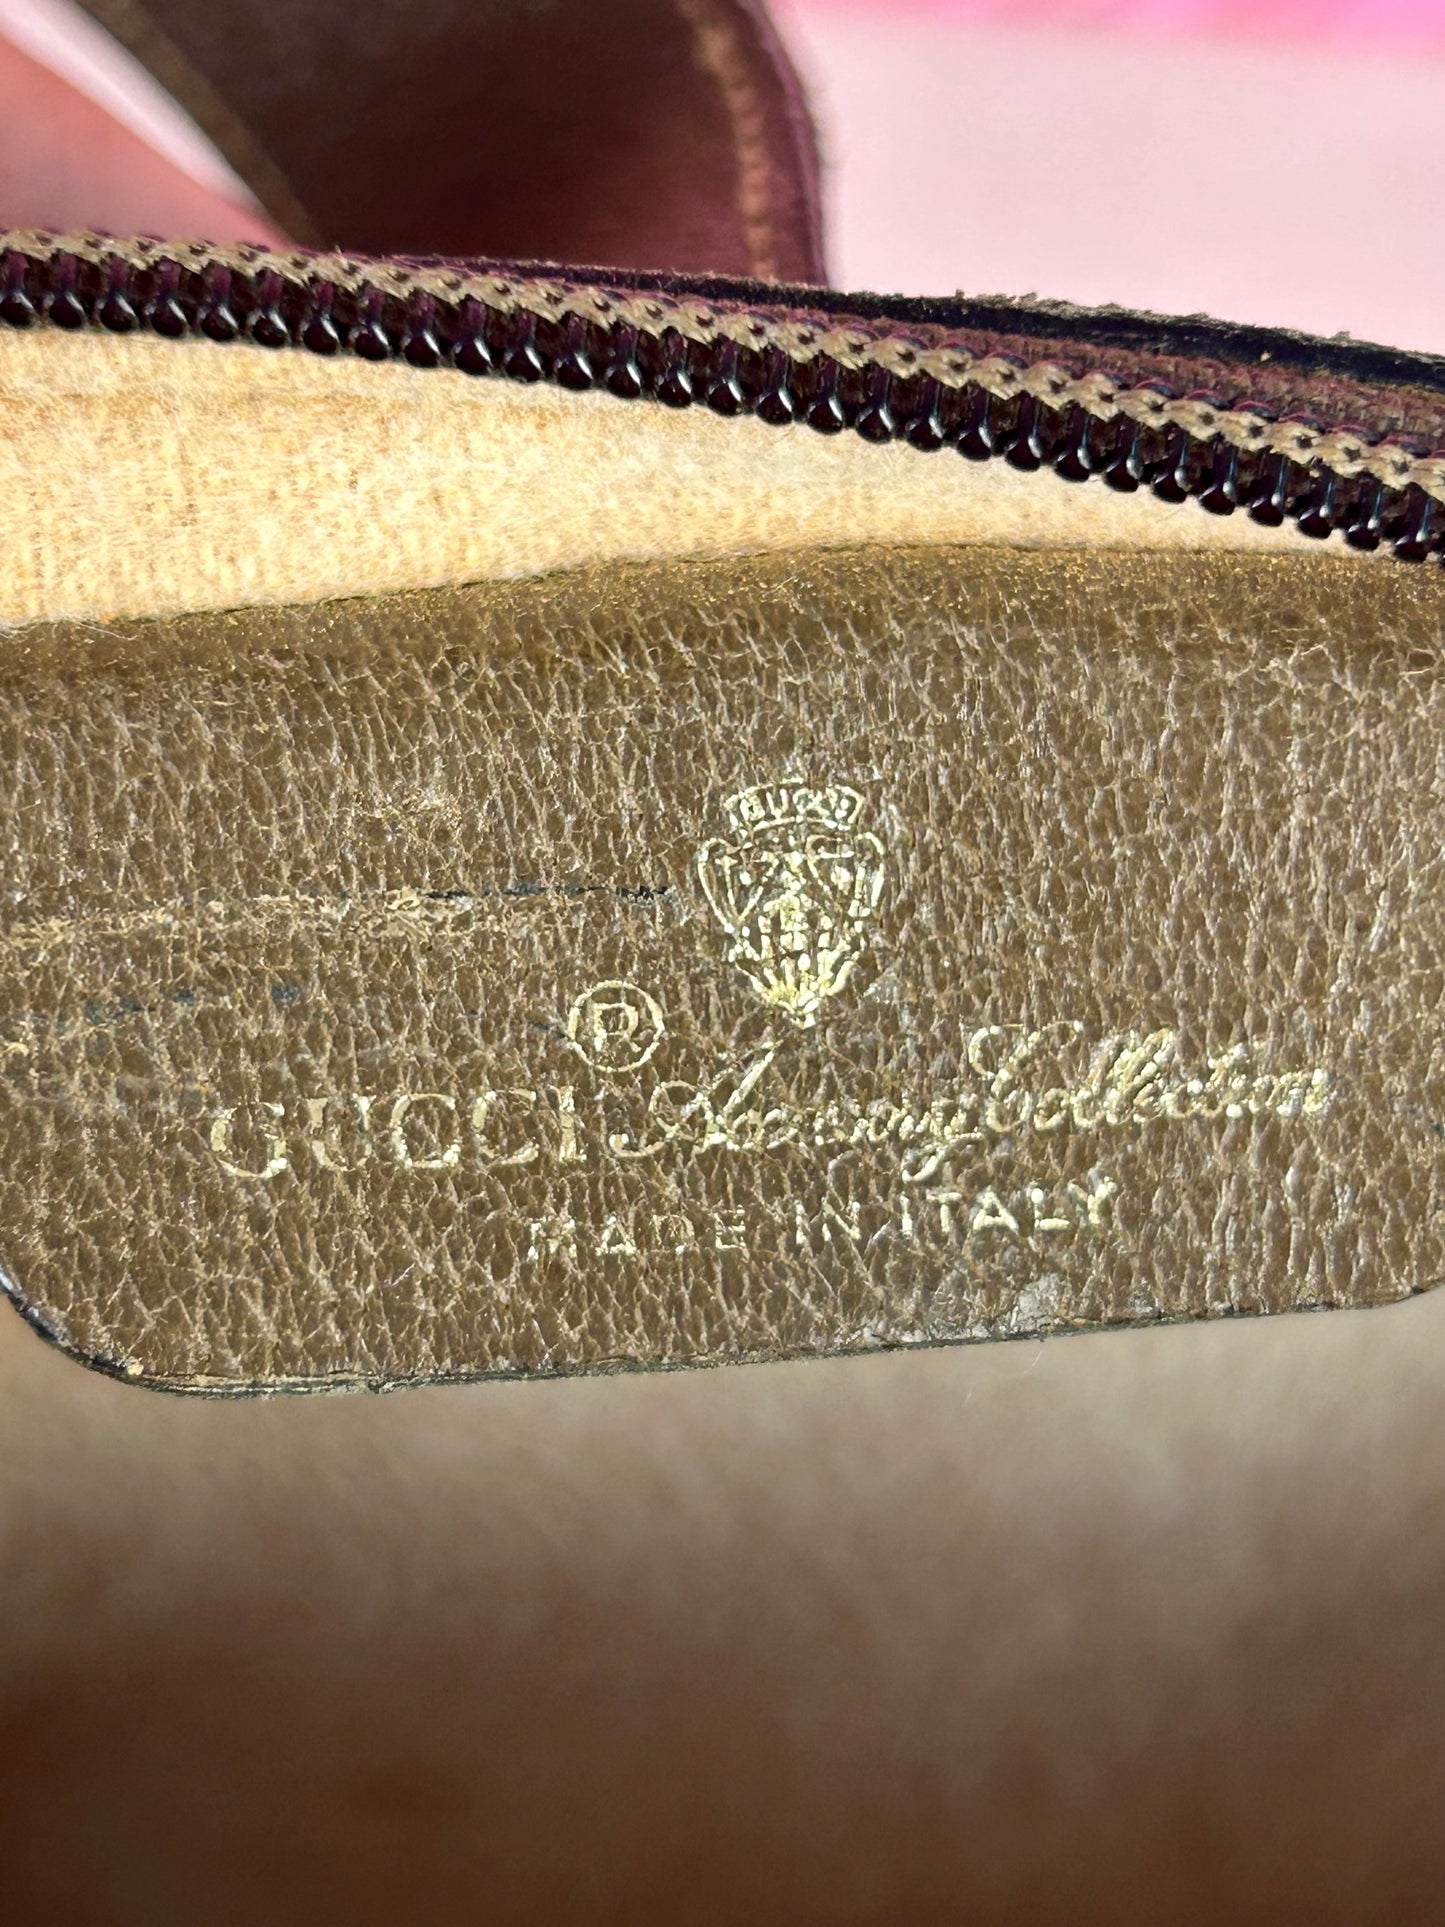 GUCCI
®
GUCCI Accessory Collection
MADE IN ITALY